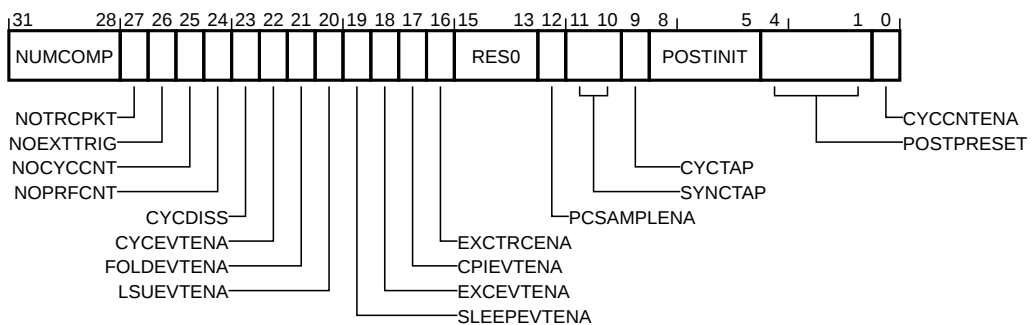 31 28 27 26 25 24 23 22 21 20 19 18 17 16 15 13 12 11 10 9 8 5 4 1 0
NUMCOMP RES0 POSTINIT
NOTRCPKT CYCCNTENA
NOEXTTRIG POSTPRESET
NOCYCCNT CYCTAP
NOPRFCNT SYNCTAP
CYCDISS PCSAMPLENA
CYCEVTENA EXCTRCENA
FOLDEVTENA CPIEVTENA
LSUEVTENA EXCEVTENA
SLEEPEVTENA